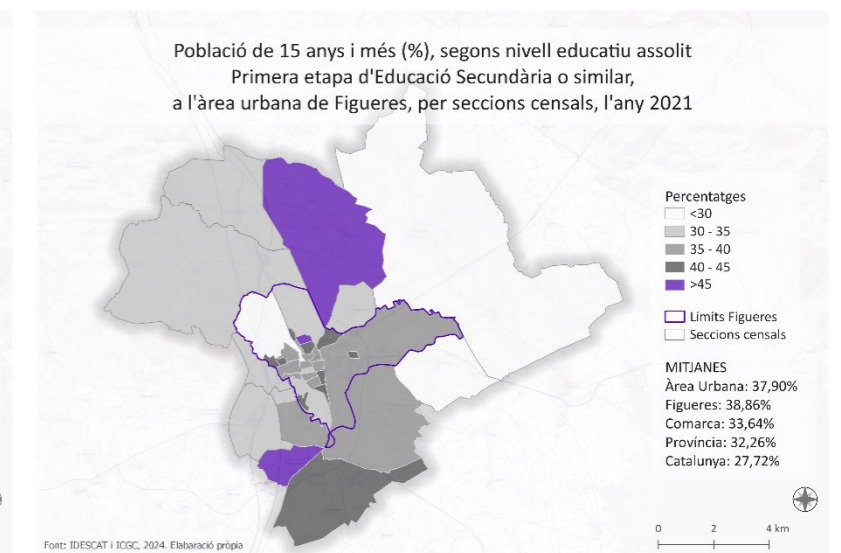 Població de 15 anys i més (%), segons nivell educatiu assolit
Primera etapa d'Educació Secundària o similar,
a l'àrea urbana de Figueres, per seccions censals, l'any 2021
Percentatges
<30
30 - 35
35 - 40
40 - 45
>45
Límits Figueres
Seccions censals
MITJANES
Àrea Urbana: 37,90%
Figueres: 38,86%
Comarca: 33,64%
Província: 32,26%
Catalunya: 27,72%
0 2 4 km
Font: IDESCAT i ICGC, 2024. Elabaració pròpia